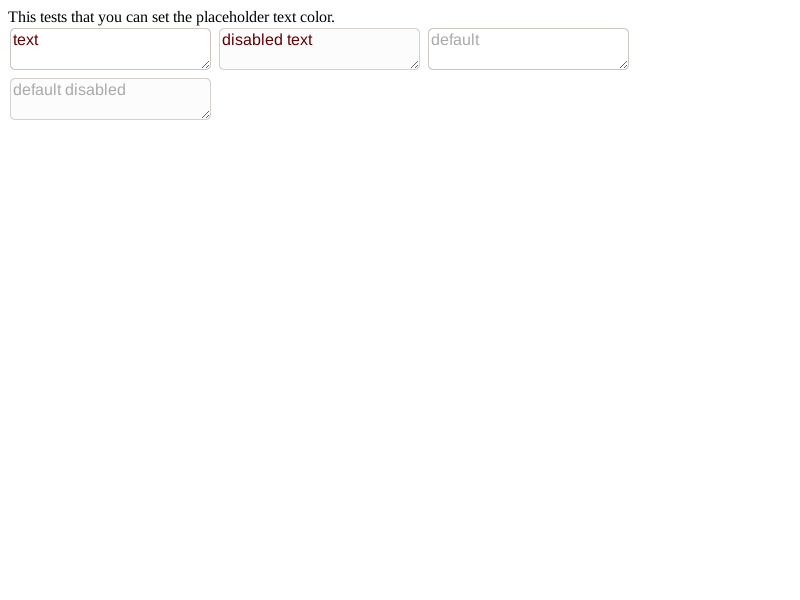 This tests that you can set the placeholder text color.
text disabled text default
default disabled